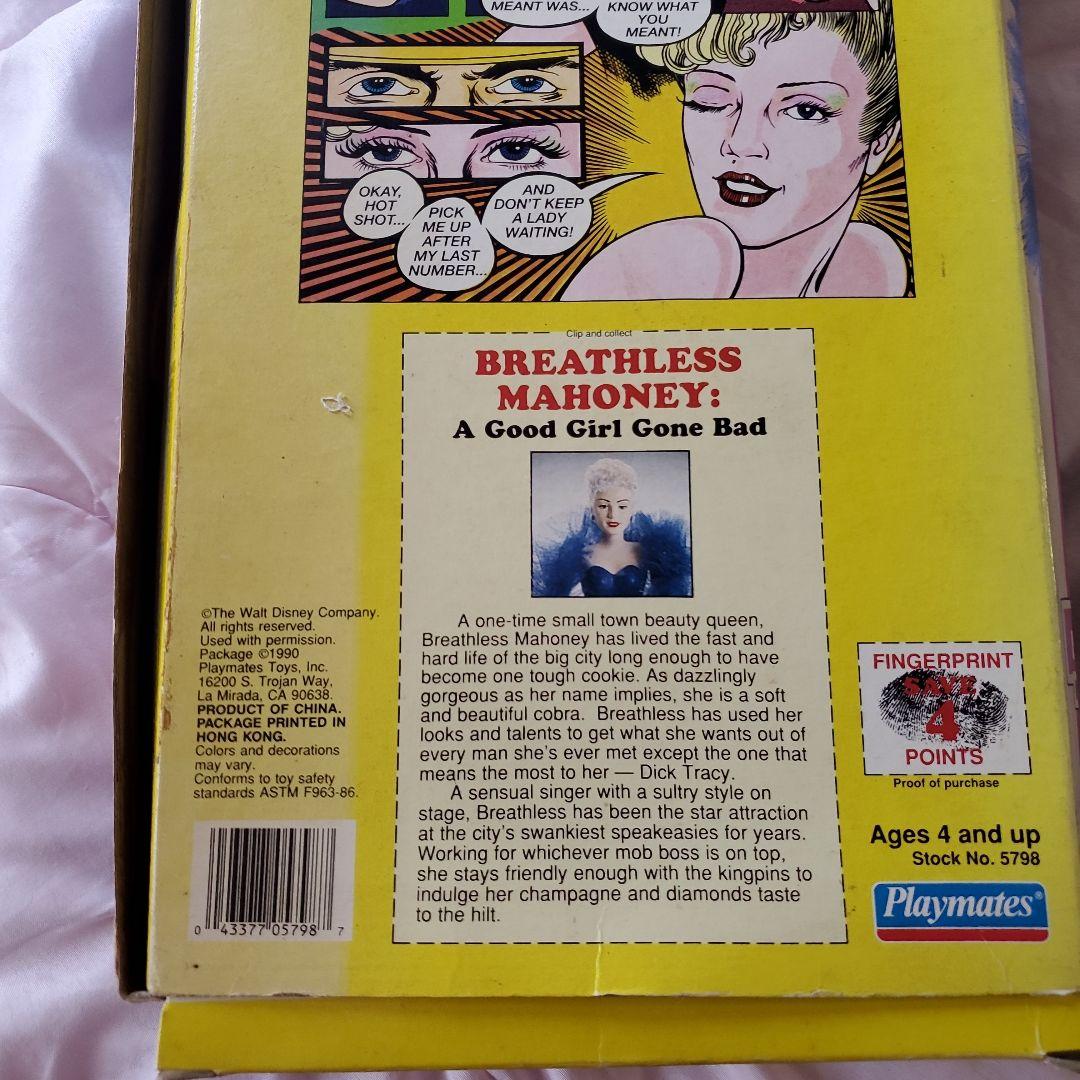 MEANT WAS...
KNOW WHAT
YOU
MEANT!
OKAY,
HOT
SHOT...
PICK
ME UP
AFTER
MY LAST
NUMBER...
AND
DON'T KEEP
A LADY
WAITING!
Clip and collect
BREATHLESS
MAHONEY:
A Good Girl Gone Bad
A one-time small town beauty queen,
Breathless Mahoney has lived the fast and
hard life of the big city long enough to have
become one tough cookie. As dazzlingly
gorgeous as her name implies, she is a soft
and beautiful cobra. Breathless has used her
looks and talents to get what she wants out of
every man she's ever met except the one that
means the most to her — Dick Tracy.
A sensual singer with a sultry style on
stage, Breathless has been the star attraction
at the city's swankiest speakeasies for years.
Working for whichever mob boss is on top,
she stays friendly enough with the kingpins to
indulge her champagne and diamonds taste
to the hilt.
©The Walt Disney Company.
All rights reserved.
Used with permission.
Package ©1990
Playmates Toys, Inc.
16200 S. Trojan Way,
La Mirada, CA 90638.
PRODUCT OF CHINA.
PACKAGE PRINTED IN
HONG KONG.
Colors and decorations
may vary.
Conforms to toy safety
standards ASTM F963-86.
0 43377 05798 7
FINGERPRINT
SAVE
4
POINTS
Proof of purchase
Ages 4 and up
Stock No. 5798
Playmates®